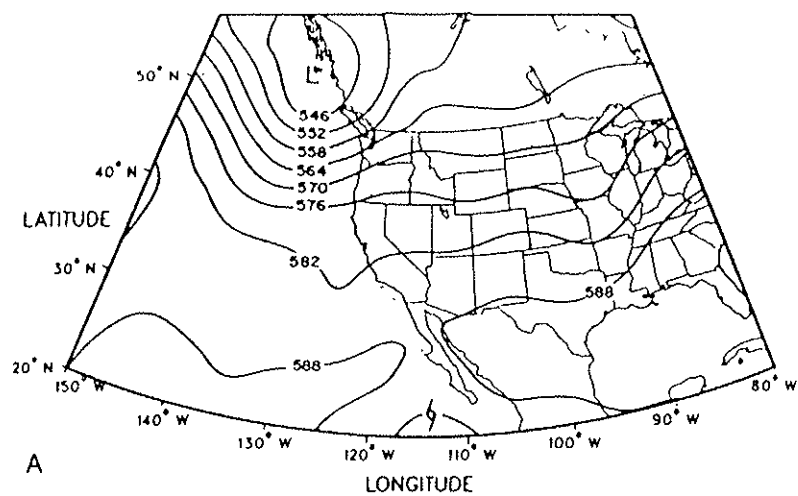 50° N
L
546
552
558
564
570
576
40° N
LATITUDE
582
30° N
588
588
20° N
150° W
80° W
140° W
90° W
130° W
100° W
120° W
110° W
A
LONGITUDE